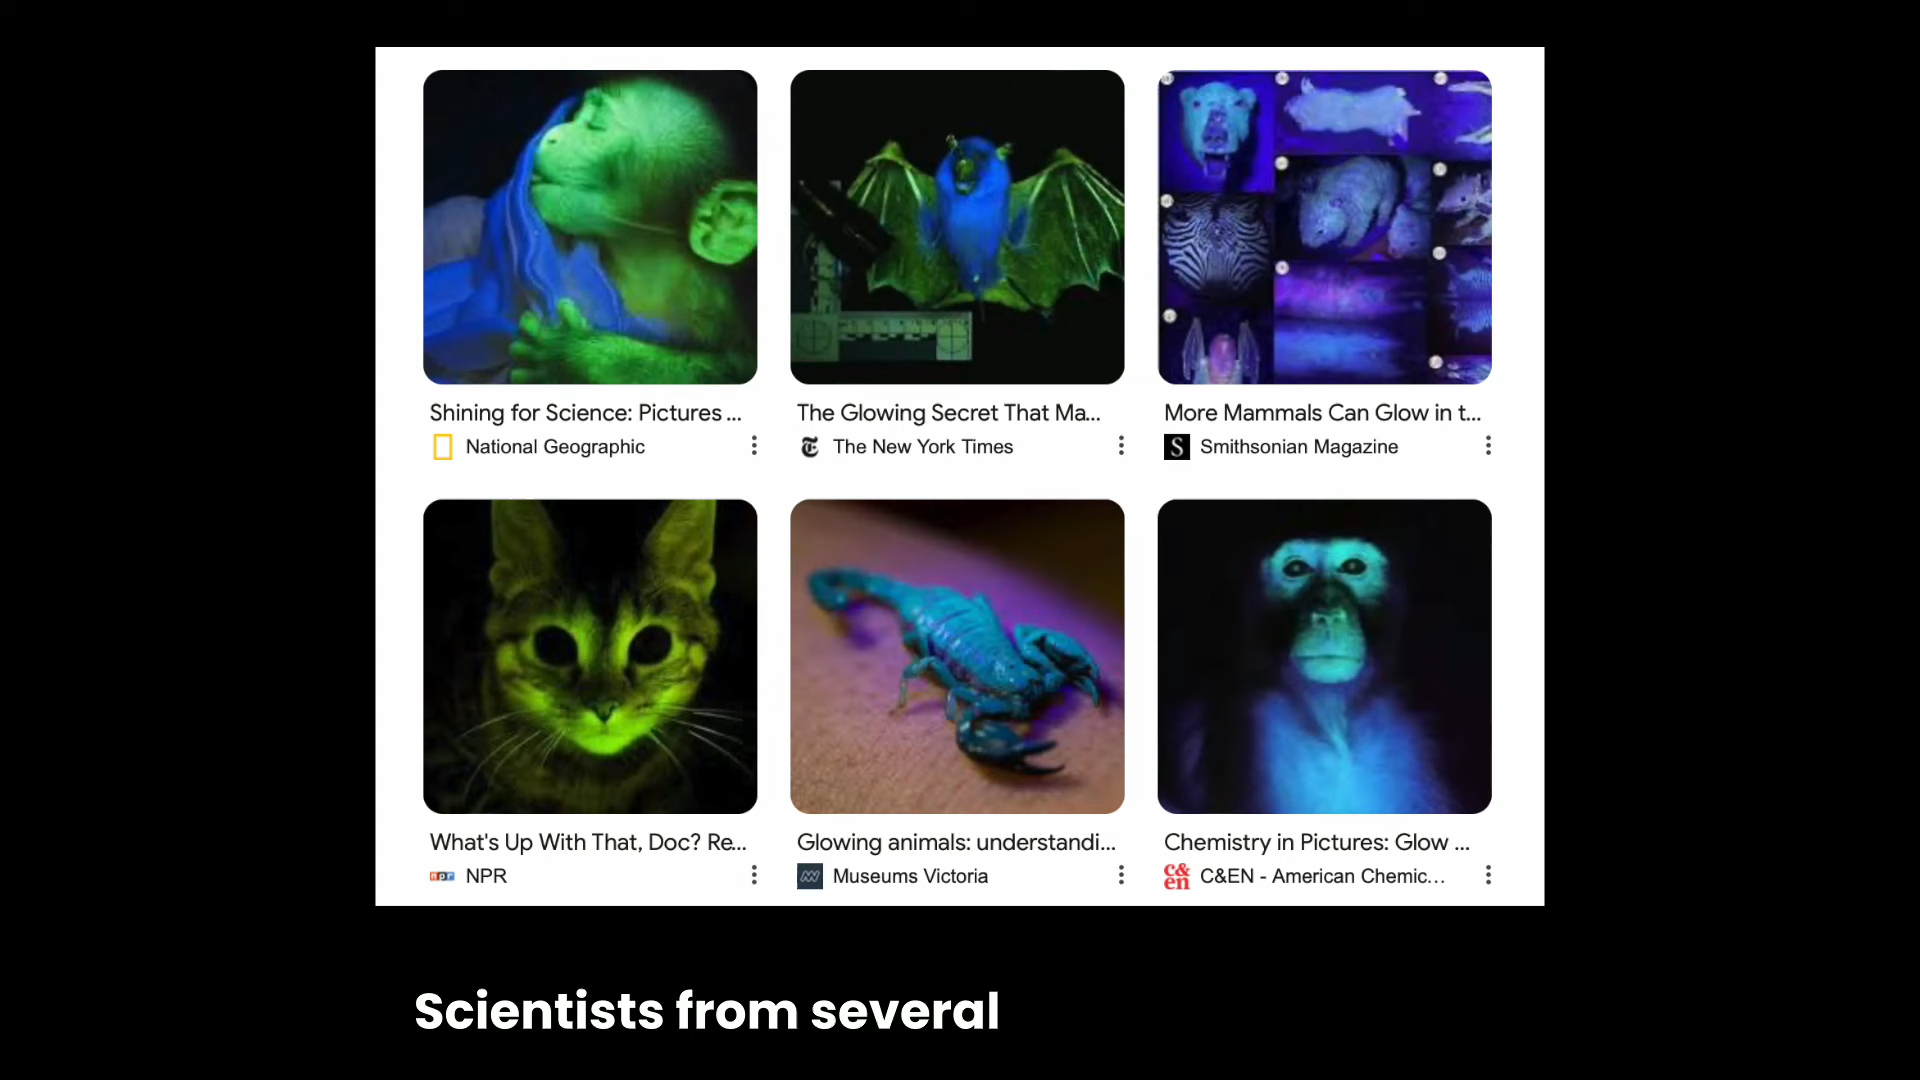 Shining for Science: Pictures ...
National Geographic
The Glowing Secret That Ma...
The New York Times
More Mammals Can Glow in t...
S Smithsonian Magazine
What's Up With That, Doc? Re...
npr NPR
Glowing animals: understandi...
Museums Victoria
Chemistry in Pictures: Glow ...
c&en C&EN - American Chemic...
Scientists from several